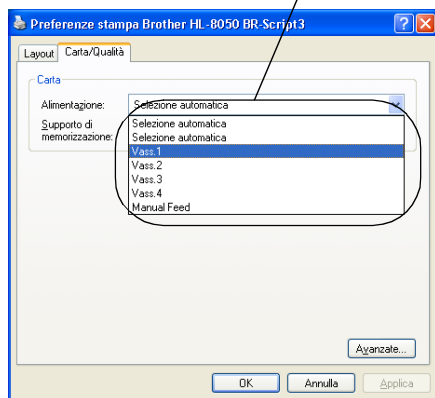 Preferenze stampa Brother HL-8050 BR-Script3
Layout Carta/Qualità
Carta
Alimentazione: Selezione automatica
Supporto di memorizzazione:
Selezione automatica
Selezione automatica
Vass.1
Vass.2
Vass.3
Vass.4
Manual Feed
Avanzate...
OK Annulla Applica